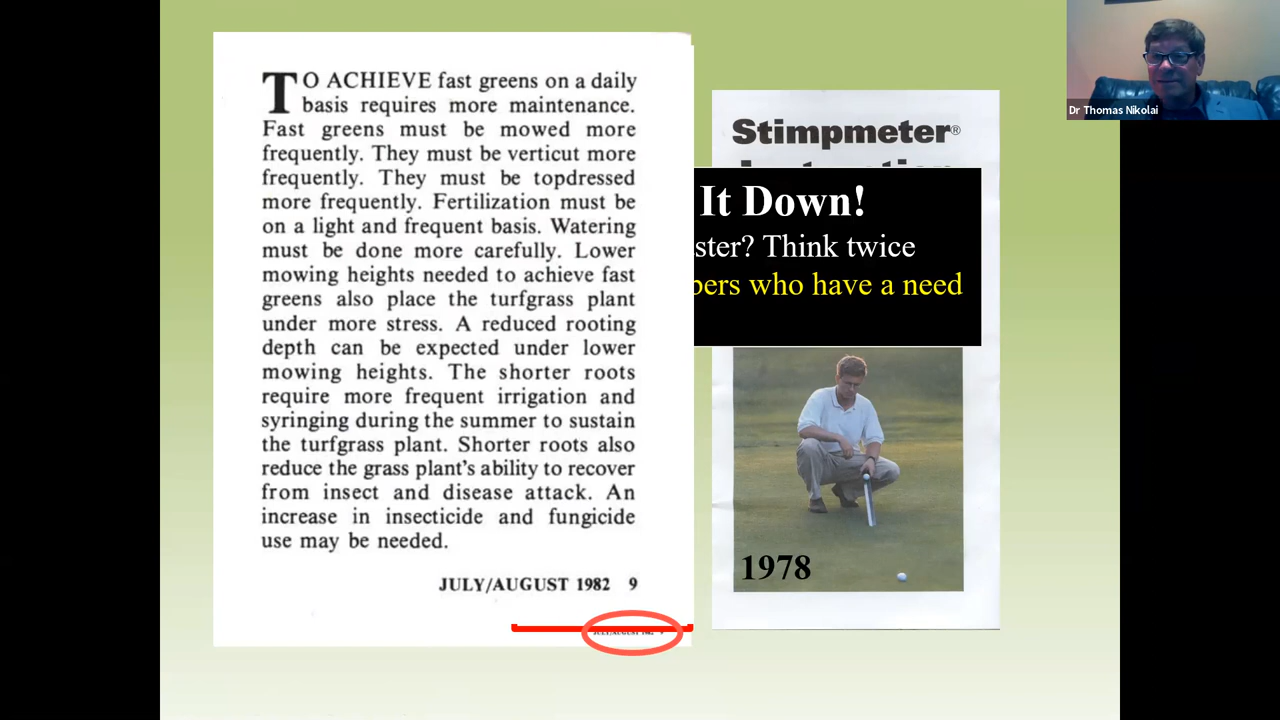 TO ACHIEVE fast greens on a daily
basis requires more maintenance.
Fast greens must be mowed more
frequently. They must be verticut more
frequently. They must be topdressed
more frequently. Fertilization must be
on a light and frequent basis. Watering
must be done more carefully. Lower
mowing heights needed to achieve fast
greens also place the turfgrass plant
under more stress. A reduced rooting
depth can be expected under lower
mowing heights. The shorter roots
require more frequent irrigation and
syringing during the summer to sustain
the turfgrass plant. Shorter roots also
reduce the grass plant's ability to recover
from insect and disease attack. An
increase in insecticide and fungicide
use may be needed.
JULY/AUGUST 1982 9
JULY/AUGUST 1982 9
Stimpmeter®
It Down!
ster? Think twice
bers who have a need
1978
Dr Thomas Nikolai